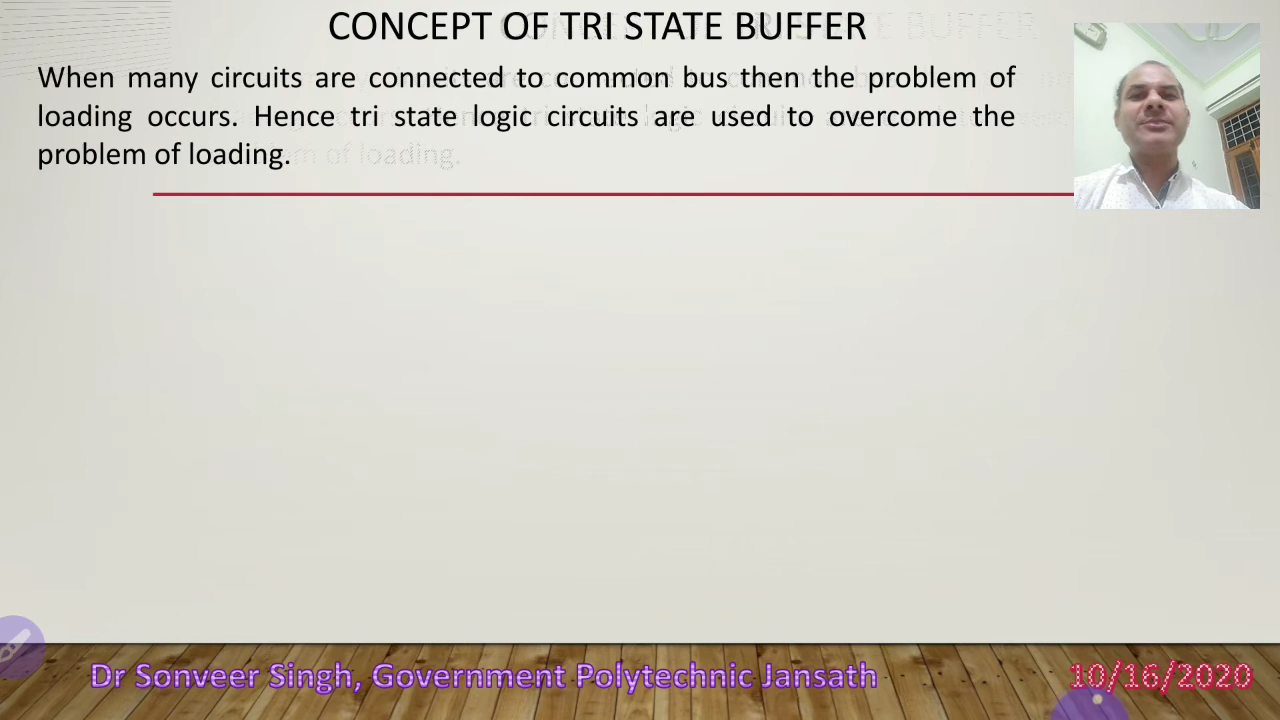 CONCEPT OF TRI STATE BUFFER
When many circuits are connected to common bus then the problem of
loading occurs. Hence tri state logic circuits are used to overcome the
problem of loading.
Dr Sonveer Singh, Government Polytechnic Jansath
10/16/2020